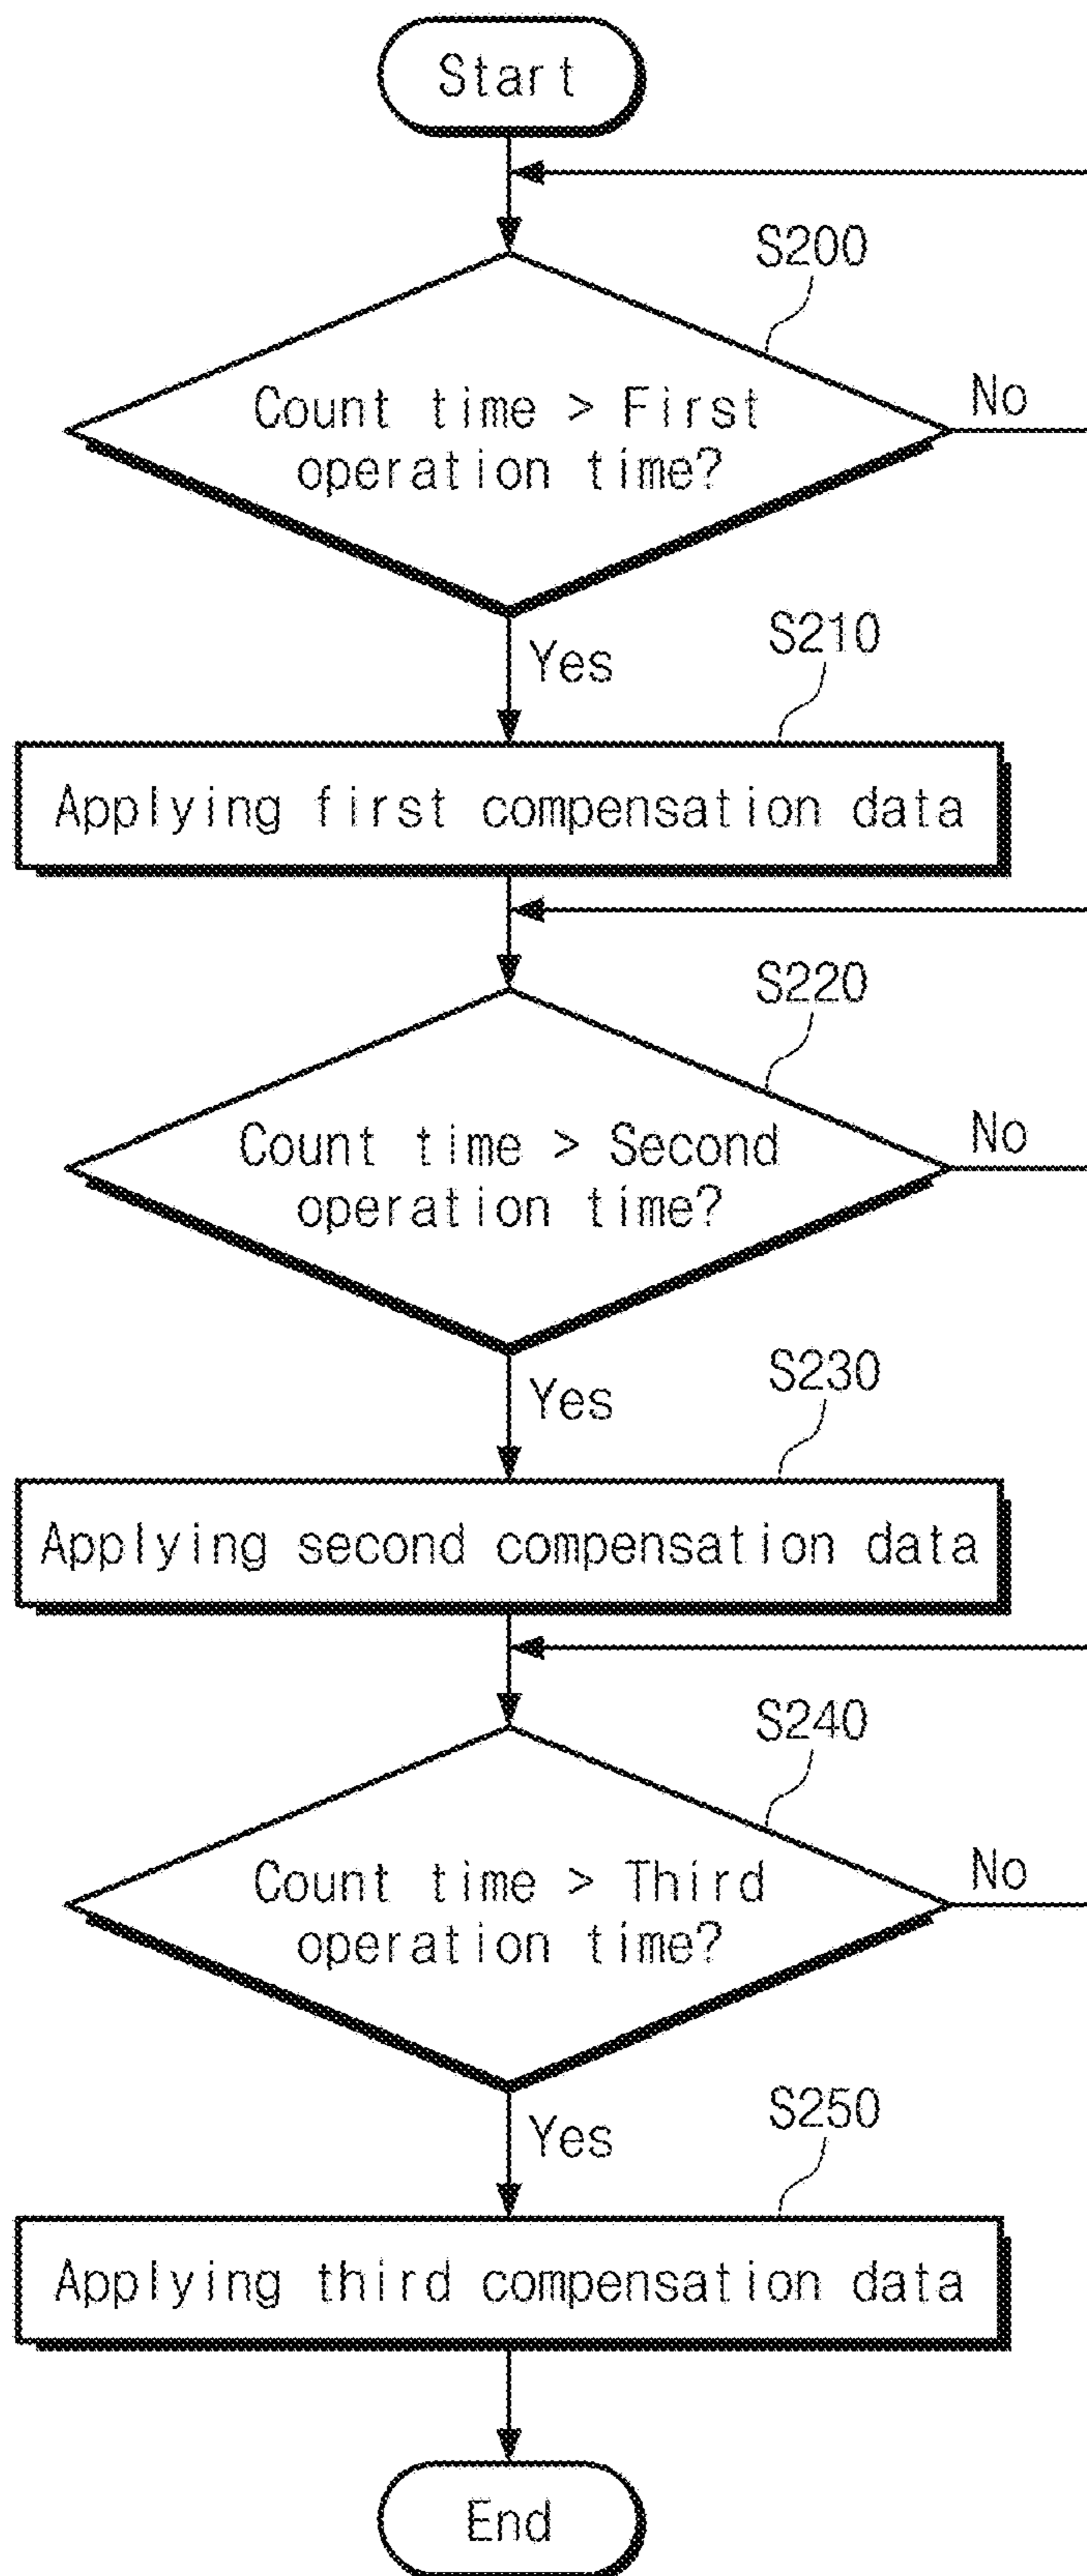 Start
S200
Count time > First
operation time?
No
Yes
S210
Applying first compensation data
S220
Count time > Second
operation time?
No
Yes
S230
Applying second compensation data
S240
Count time > Third
operation time?
No
Yes
S250
Applying third compensation data
End